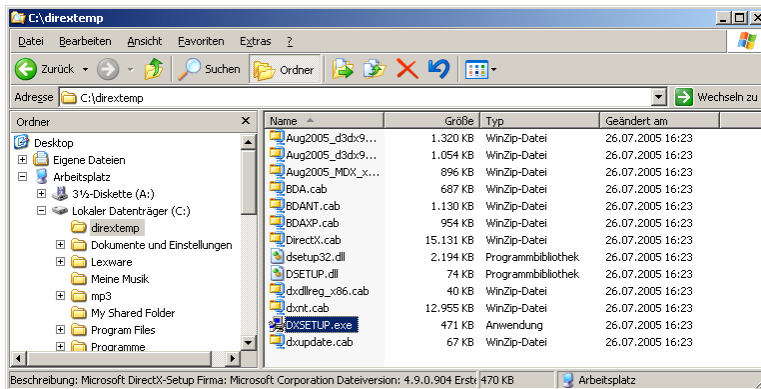 C:\dirextemp
Datei Bearbeiten Ansicht Favoriten Extras ?
Zurück Suchen Ordner
Adresse C:\dirextemp Wechseln zu
Ordner x Name Größe Typ Geändert am
Desktop
Eigene Dateien
Arbeitsplatz
3½-Diskette (A:)
Lokaler Datenträger (C:)
dirextemp
Dokumente und Einstellungen
Lexware
Meine Musik
mp3
My Shared Folder
Program Files
Programme
Aug2005_d3dx9... 1.320 KB WinZip-Datei 26.07.2005 16:23
Aug2005_d3dx9... 1.054 KB WinZip-Datei 26.07.2005 16:23
Aug2005_MDX_x... 896 KB WinZip-Datei 26.07.2005 16:23
BDA.cab 687 KB WinZip-Datei 26.07.2005 16:23
BDANT.cab 1.130 KB WinZip-Datei 26.07.2005 16:23
BDAXP.cab 954 KB WinZip-Datei 26.07.2005 16:23
DirectX.cab 15.131 KB WinZip-Datei 26.07.2005 16:23
dsetup32.dll 2.194 KB Programmbibliothek 26.07.2005 16:23
DSETUP.dll 74 KB Programmbibliothek 26.07.2005 16:23
dxdllreg_x86.cab 40 KB WinZip-Datei 26.07.2005 16:23
dxnt.cab 12.955 KB WinZip-Datei 26.07.2005 16:23
DXSETUP.exe 471 KB Anwendung 26.07.2005 16:23
dxupdate.cab 67 KB WinZip-Datei 26.07.2005 16:23
Beschreibung: Microsoft DirectX-Setup Firma: Microsoft Corporation Dateiversion: 4.9.0.904 Erste 470 KB Arbeitsplatz